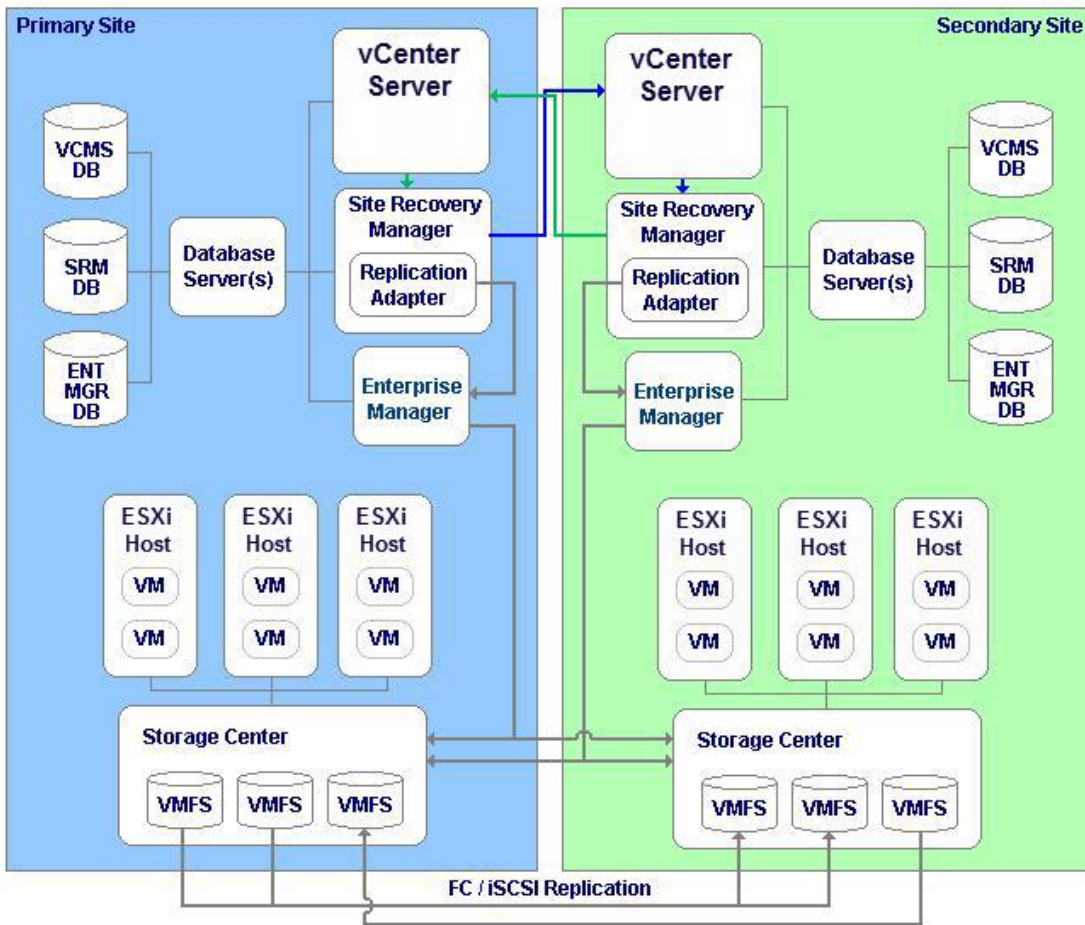 Primary Site
vCenter
Server
VCMS
DB
SRM
DB
ENT
MGR
DB
Database
Server(s)
Site Recovery
Manager
Replication
Adapter
Enterprise
Manager
ESXi
Host
VM
VM
ESXi
Host
VM
VM
ESXi
Host
VM
VM
Storage Center
VMFS
VMFS
VMFS
Secondary Site
vCenter
Server
Site Recovery
Manager
Replication
Adapter
Enterprise
Manager
Database
Server(s)
VCMS
DB
SRM
DB
ENT
MGR
DB
ESXi
Host
VM
VM
ESXi
Host
VM
VM
ESXi
Host
VM
VM
Storage Center
VMFS
VMFS
VMFS
FC / iSCSI Replication